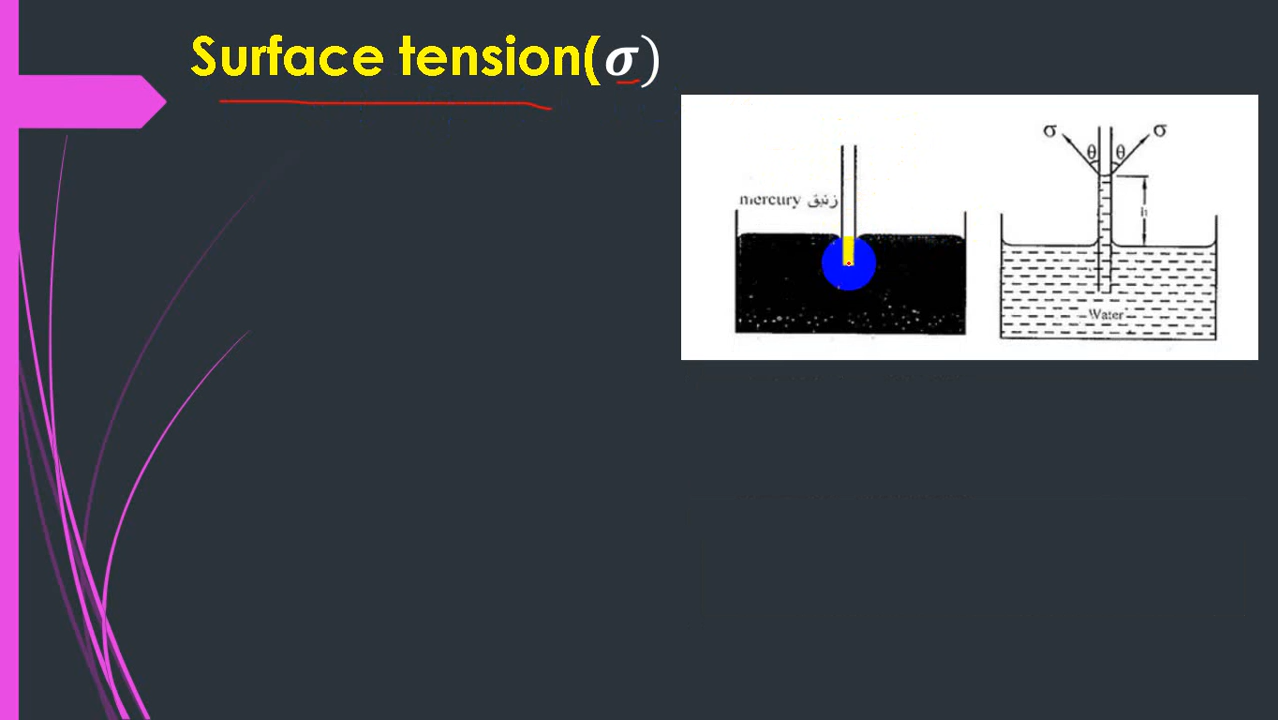 Surface tension(σ)
mercury زئبق
σ σ
θ θ
h
Water